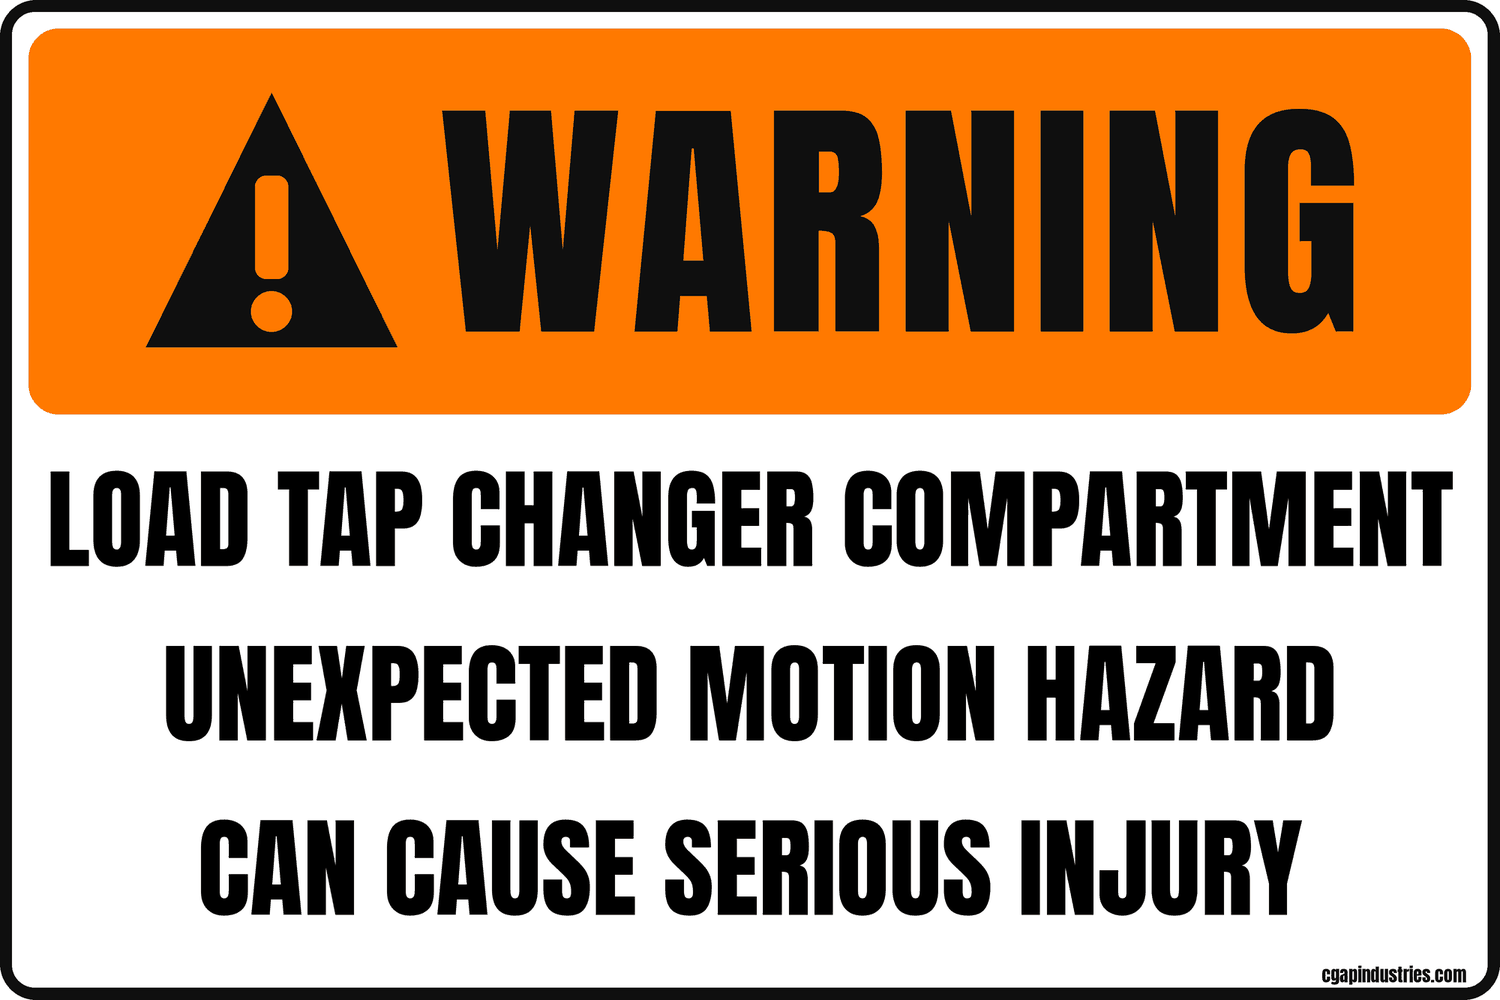 WARNING
LOAD TAP CHANGER COMPARTMENT
UNEXPECTED MOTION HAZARD
CAN CAUSE SERIOUS INJURY
cgapindustries.com